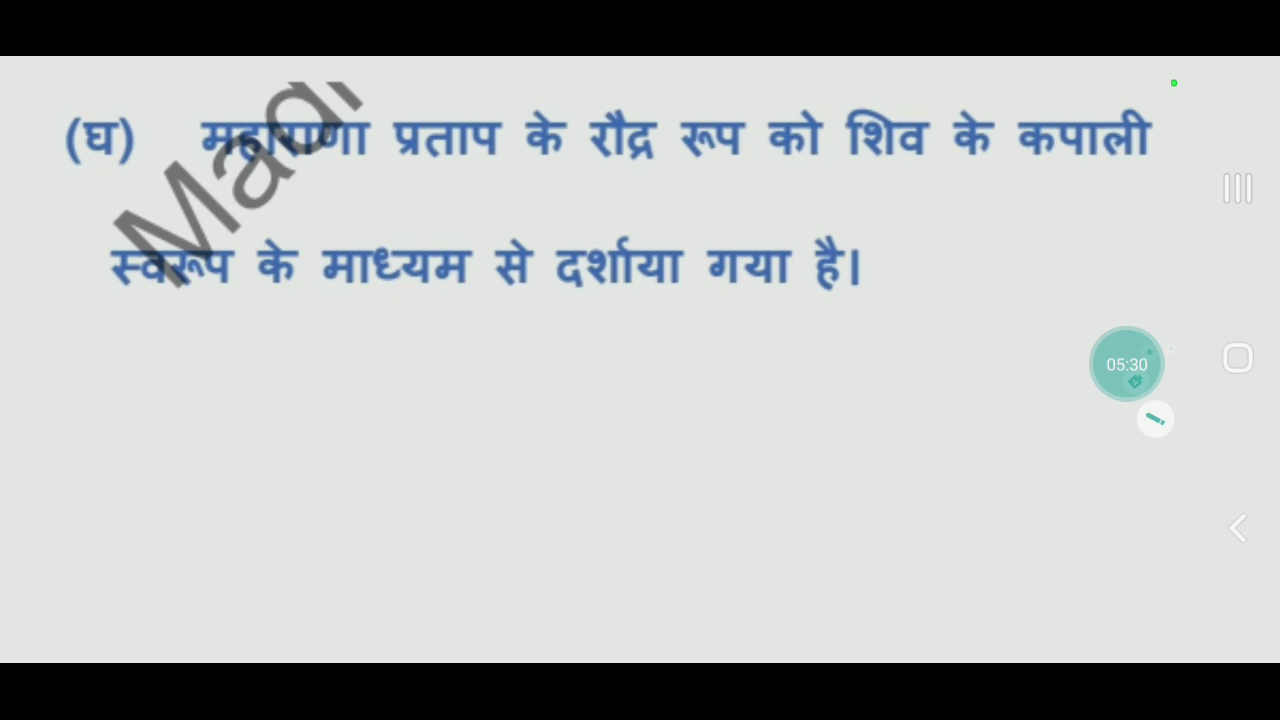 (घ) महाराणा प्रताप के रौद्र रूप को शिव के कपाली
स्वरूप के माध्यम से दर्शाया गया है।
05:30